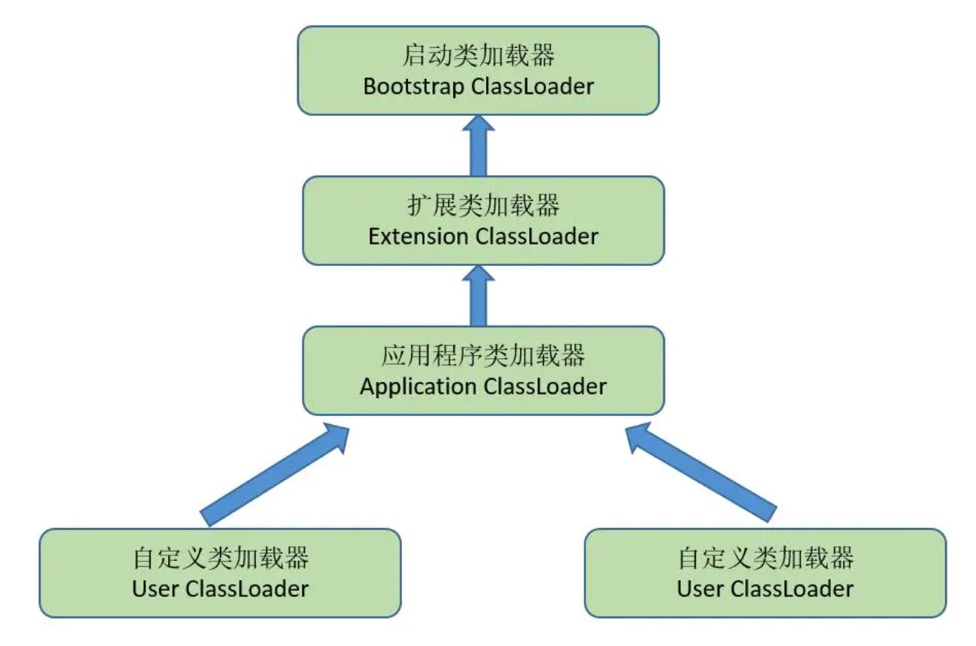 启动类加载器
Bootstrap ClassLoader
扩展类加载器
Extension ClassLoader
应用程序类加载器
Application ClassLoader
自定义类加载器
User ClassLoader
自定义类加载器
User ClassLoader